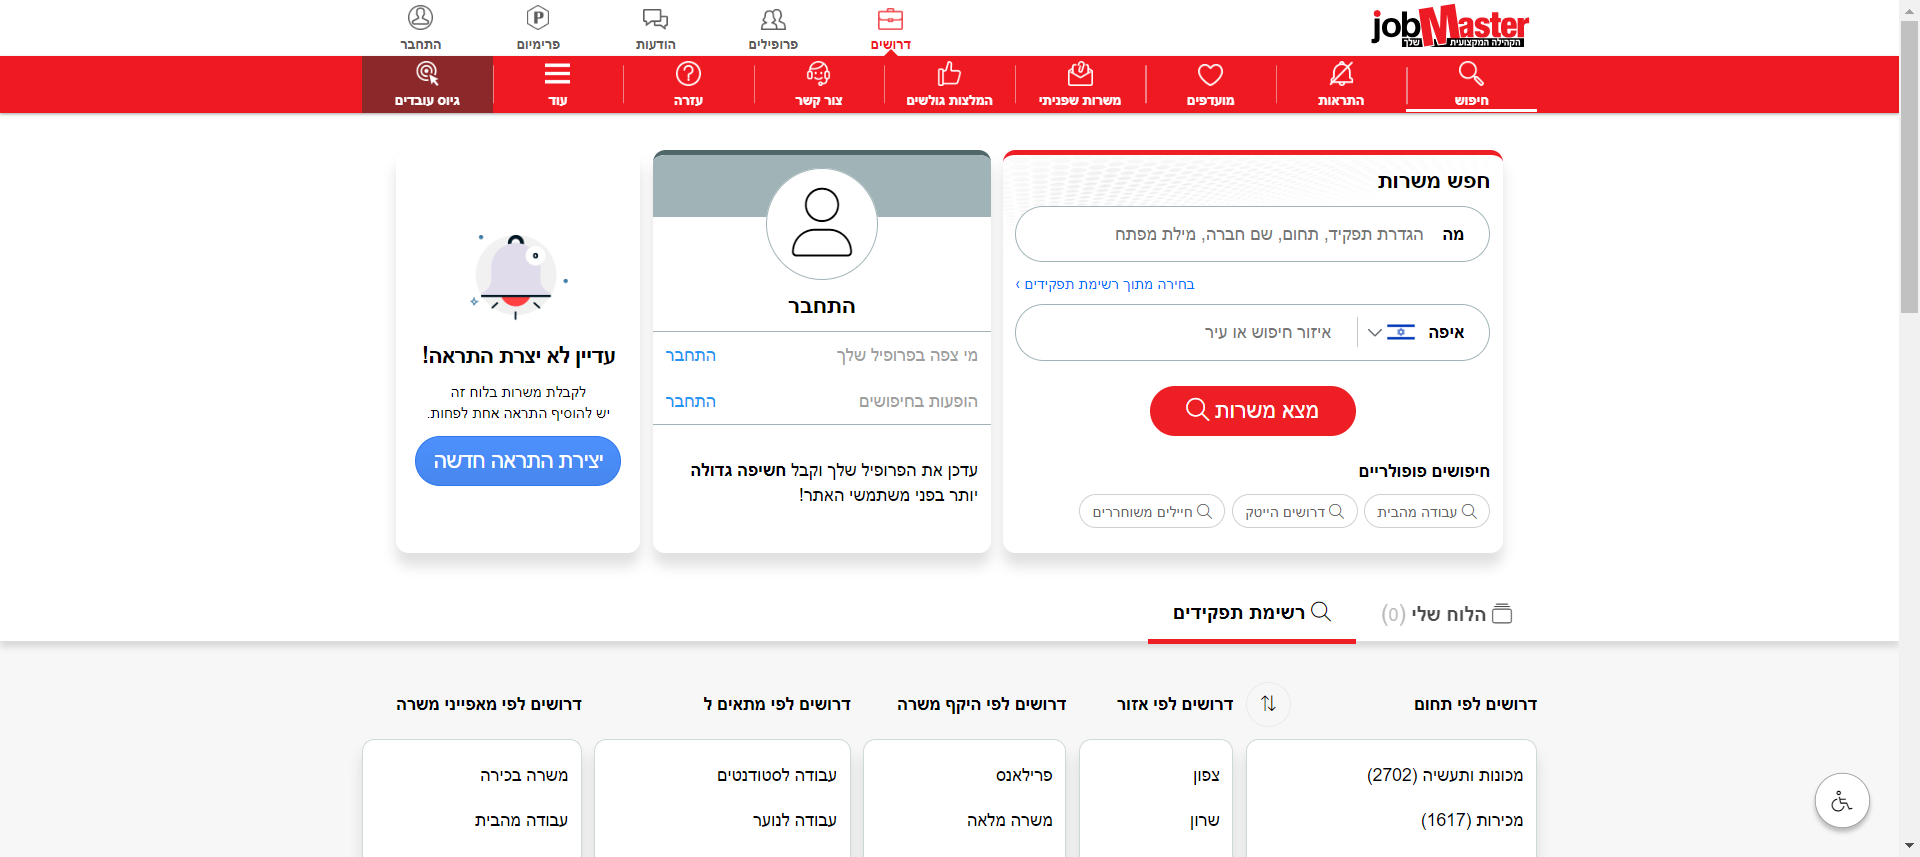 jobMaster
הקהילה המקצועית שלך
דרושים
פרופילים
הודעות
פרימיום
התחבר
חיפוש
התראות
מועדפים
משרות שפניתי
המלצות גולשים
צור קשר
עזרה
עוד
גיוס עובדים
חפש משרות
מה הגדרת תפקיד, תחום, שם חברה, מילת מפתח
בחירה מתוך רשימת תפקידים ›
איפה איזור חיפוש או עיר
מצא משרות
חיפושים פופולריים
עבודה מהבית
דרושים הייטק
חיילים משוחררים
התחבר
מי צפה בפרופיל שלך התחבר
הופעות בחיפושים התחבר
עדכן את הפרופיל שלך וקבל חשיפה גדולה
יותר בפני משתמשי האתר!
0
עדיין לא יצרת התראה!
לקבלת משרות בלוח זה
יש להוסיף התראה אחת לפחות.
יצירת התראה חדשה
הלוח שלי (0)
רשימת תפקידים
דרושים לפי תחום
מכונות ותעשיה (2702)
מכירות (1617)
דרושים לפי אזור
צפון
שרון
דרושים לפי היקף משרה
פרילאנס
משרה מלאה
דרושים לפי מתאים ל
עבודה לסטודנטים
עבודה לנוער
דרושים לפי מאפייני משרה
משרה בכירה
עבודה מהבית